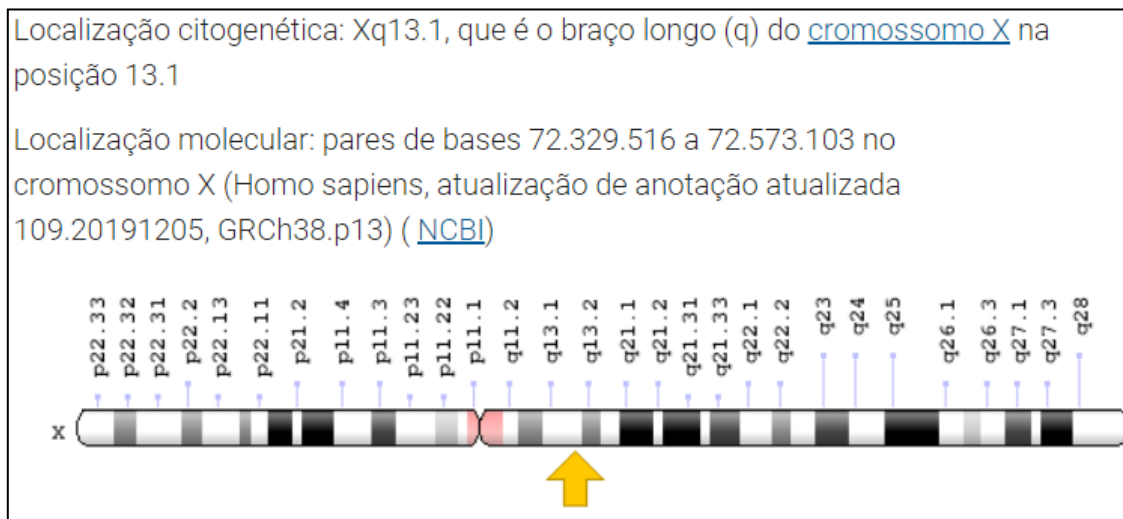 Localização citogenética: Xq13.1, que é o braço longo (q) do cromossomo X na
posição 13.1
Localização molecular: pares de bases 72.329.516 a 72.573.103 no
cromossomo X (Homo sapiens, atualização de anotação atualizada
109.20191205, GRCh38.p13) ( NCBI)
p22.33 p22.32 p22.31 p22.2 p22.13 p22.11 p21.2 p11.4 p11.3 p11.23 p11.22 p11.1 q11.2 q13.1 q13.2 q21.1 q21.2 q21.31 q21.33 q22.1 q22.2 q23 q24 q25 q26.1 q26.3 q27.1 q27.3 q28
X